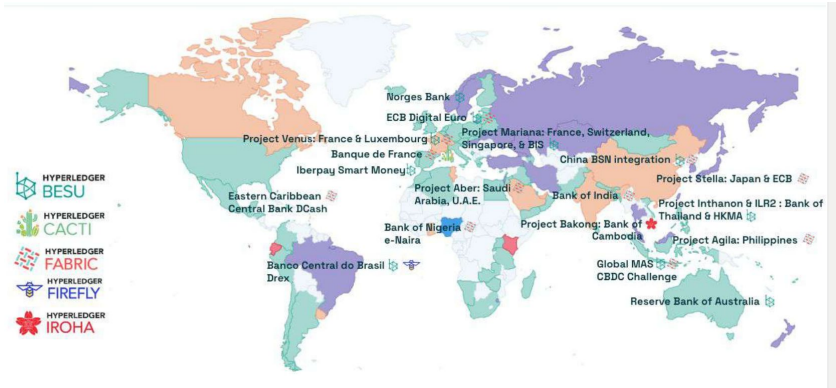 Norges Bank
ECB Digital Euro
Project Venus: France & Luxembourg
Project Mariana: France, Switzerland,
Singapore, & BIS
Banque de France
China BSN integration
Iberpay Smart Money
Project Stella: Japan & ECB
HYPERLEDGER
BESU
Eastern Caribbean
Central Bank DCash
Project Aber: Saudi
Arabia, U.A.E.
Bank of India
Project Inthanon & ILR2 : Bank of
Thailand & HKMA
HYPERLEDGER
CACTI
Bank of Nigeria
e-Naira
Project Bakong: Bank of
Cambodia
Project Agila: Philippines
HYPERLEDGER
FABRIC
Banco Central do Brasil
Drex
Global MAS
CBDC Challenge
HYPERLEDGER
FIREFLY
Reserve Bank of Australia
HYPERLEDGER
IROHA